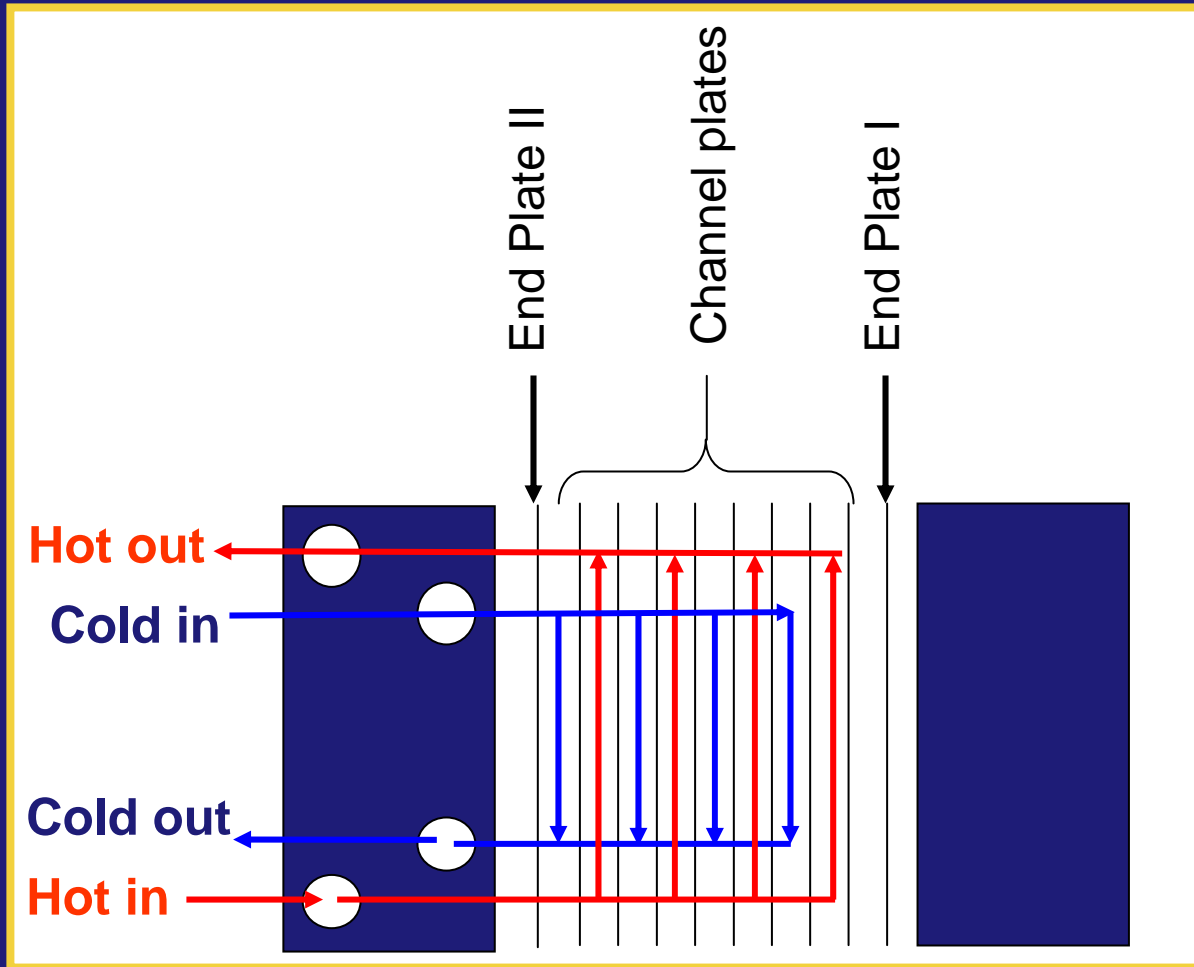 End Plate II
Channel plates
End Plate I
Hot out
Cold in
Cold out
Hot in